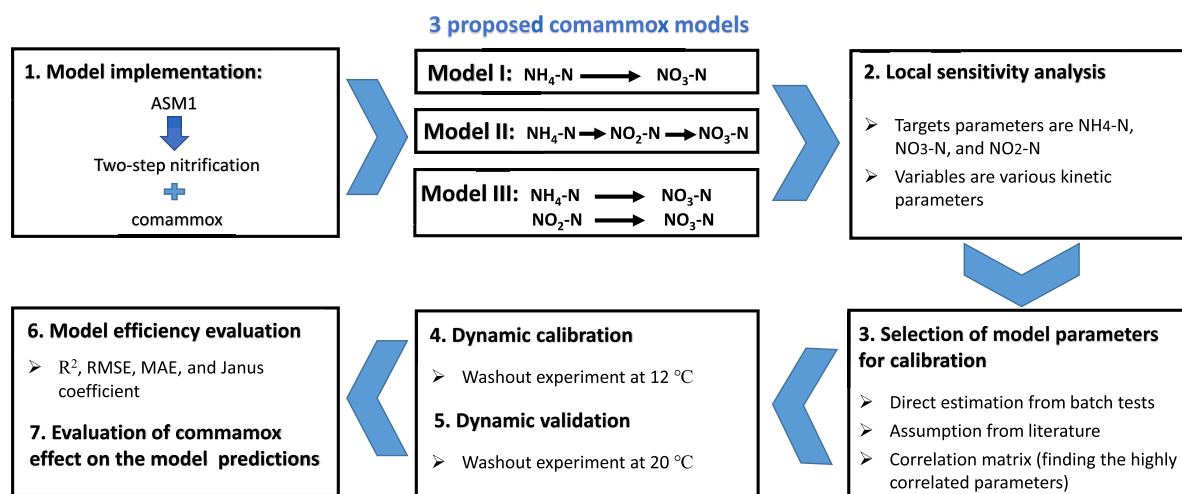 3 proposed comammox models
1. Model implementation:
ASM1
Two-step nitrification
comammox
Model I: NH₄-N → NO₃-N
Model II: NH₄-N → NO₂-N → NO₃-N
Model III: NH₄-N → NO₃-N
NO₂-N → NO₃-N
2. Local sensitivity analysis
➢ Targets parameters are NH4-N,
NO3-N, and NO2-N
➢ Variables are various kinetic
parameters
3. Selection of model parameters
for calibration
➢ Direct estimation from batch tests
➢ Assumption from literature
➢ Correlation matrix (finding the highly
correlated parameters)
4. Dynamic calibration
➢ Washout experiment at 12 ℃
5. Dynamic validation
➢ Washout experiment at 20 ℃
6. Model efficiency evaluation
➢ R², RMSE, MAE, and Janus
coefficient
7. Evaluation of commamox
effect on the model predictions